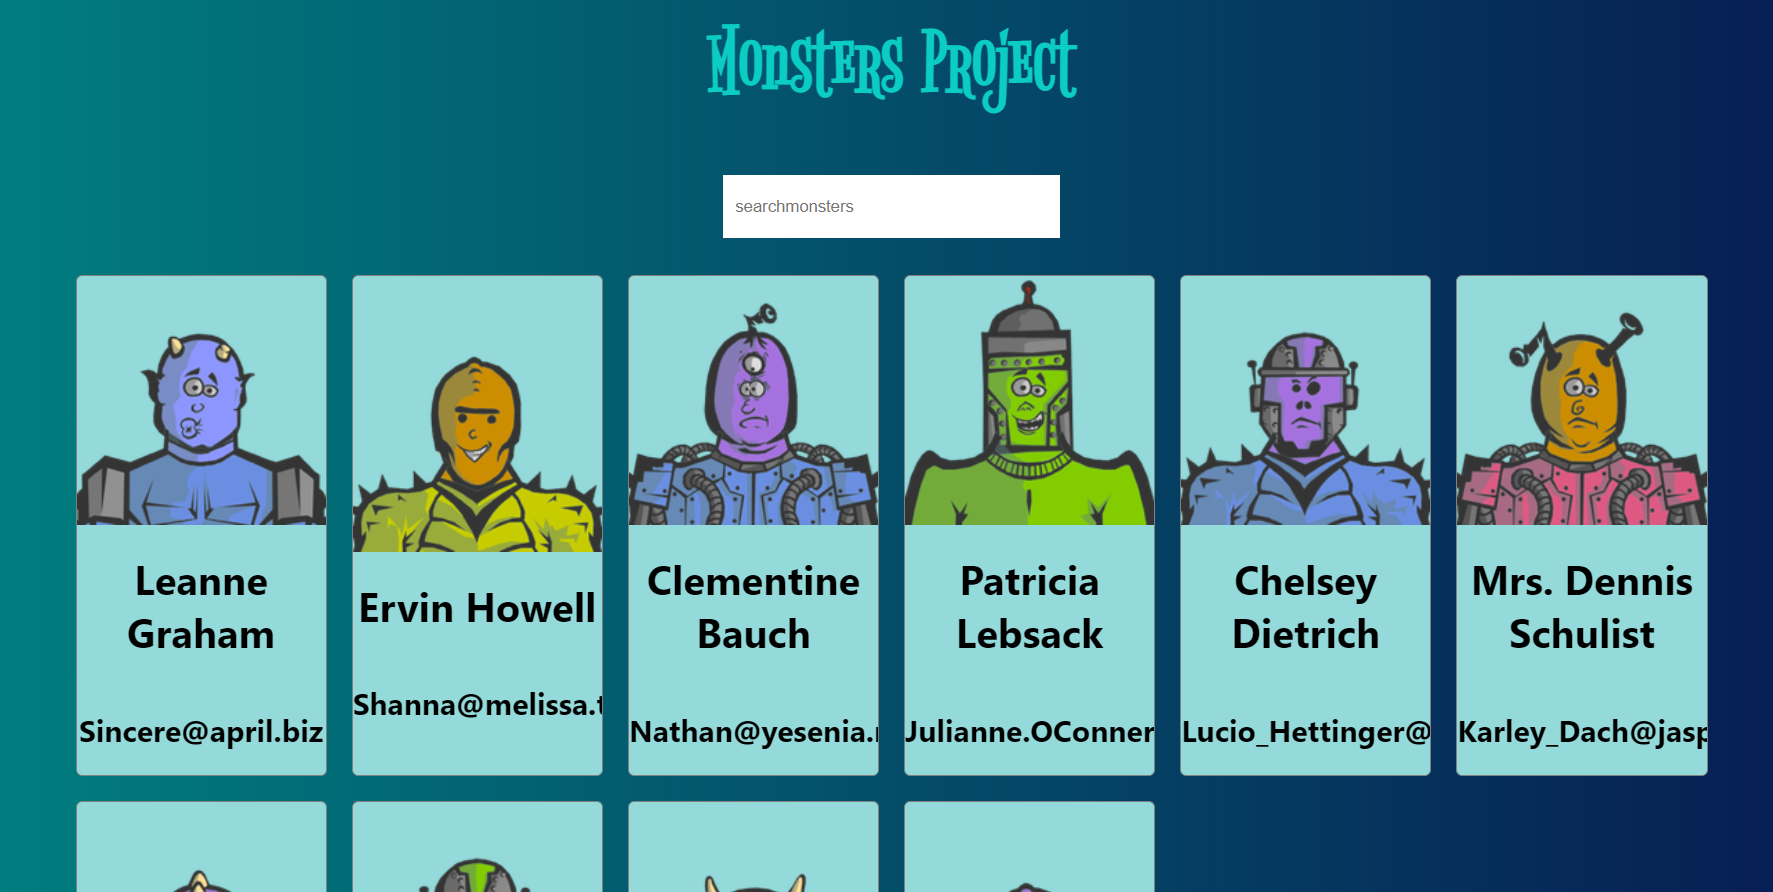 Monsters Project
searchmonsters
Leanne
Graham
Sincere@april.biz
Ervin Howell
Shanna@melissa.t
Clementine
Bauch
Nathan@yesenia.
Patricia
Lebsack
Julianne.OConner
Chelsey
Dietrich
Lucio_Hettinger@
Mrs. Dennis
Schulist
Karley_Dach@jasp